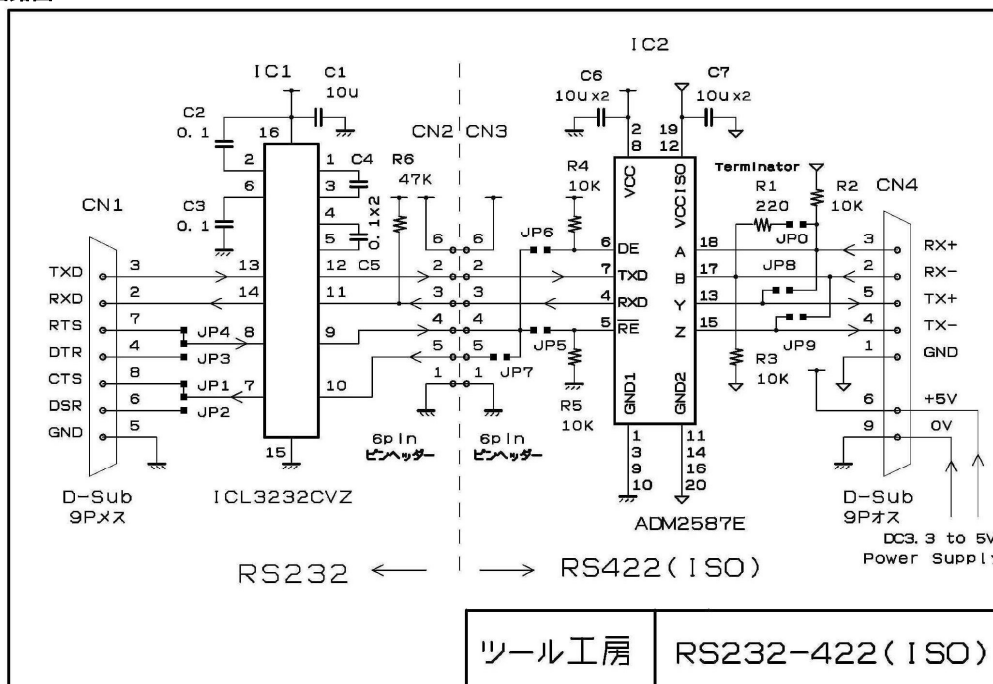 IC1
C1
10u
C2
0.1
16
2
1
C4
6
3
C3
0.1
4
0.1x2
5
C5
R6
47K
CN2 CN3
CN1
TXD 3
RXD 2
RTS 7
DTR 4
CTS 8
DSR 6
GND 5
JP4
JP3
JP1
JP2
13
14
8
7
12
11
9
10
15
ICL3232CVZ
D-Sub
9Pメス
6 6
2 2
3 3
4 4
5 5
1 1
6pin
ピンヘッダー
6pin
ピンヘッダー
IC2
C6
10ux2
C7
10ux2
2
8
19
12
VCC
VCCISO
R4
10K
JP6
JP5
JP7
R5
10K
6 DE
7 TXD
4 RXD
5 RE
A 18
B 17
Y 13
Z 15
GND1
GND2
1
3
9
10
11
14
16
20
ADM2587E
Terminator
R1
220
R2
10K
JP0
JP8
JP9
R3
10K
CN4
3 RX+
2 RX-
5 TX+
4 TX-
1 GND
6 +5V
9 0V
D-Sub
9Pオス
DC3.3 to 5V
Power Supply
RS232
RS422(ISO)
ツール工房
RS232-422(ISO)